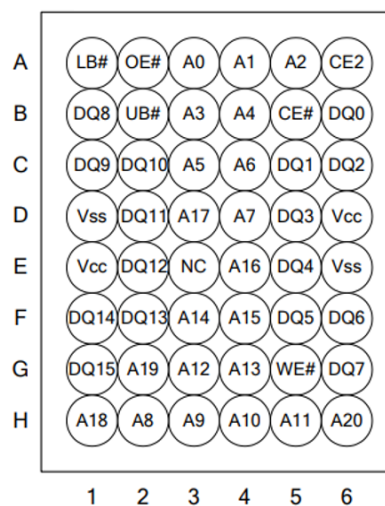 A LB# OE# A0 A1 A2 CE2
B DQ8 UB# A3 A4 CE# DQ0
C DQ9 DQ10 A5 A6 DQ1 DQ2
D Vss DQ11 A17 A7 DQ3 Vcc
E Vcc DQ12 NC A16 DQ4 Vss
F DQ14 DQ13 A14 A15 DQ5 DQ6
G DQ15 A19 A12 A13 WE# DQ7
H A18 A8 A9 A10 A11 A20
1 2 3 4 5 6